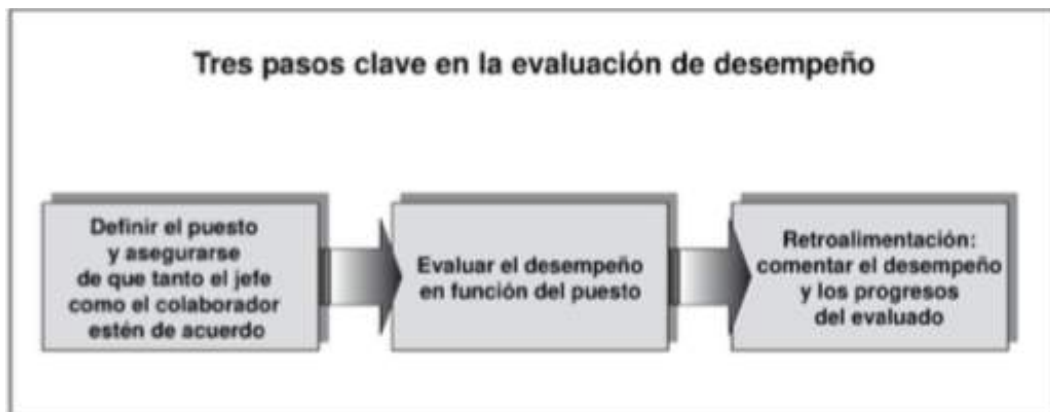 Tres pasos clave en la evaluación de desempeño
Definir el puesto
y asegurarse
de que tanto el jefe
como el colaborador
estén de acuerdo
Evaluar el desempeño
en función del puesto
Retroalimentación:
comentar el desempeño
y los progresos
del evaluado